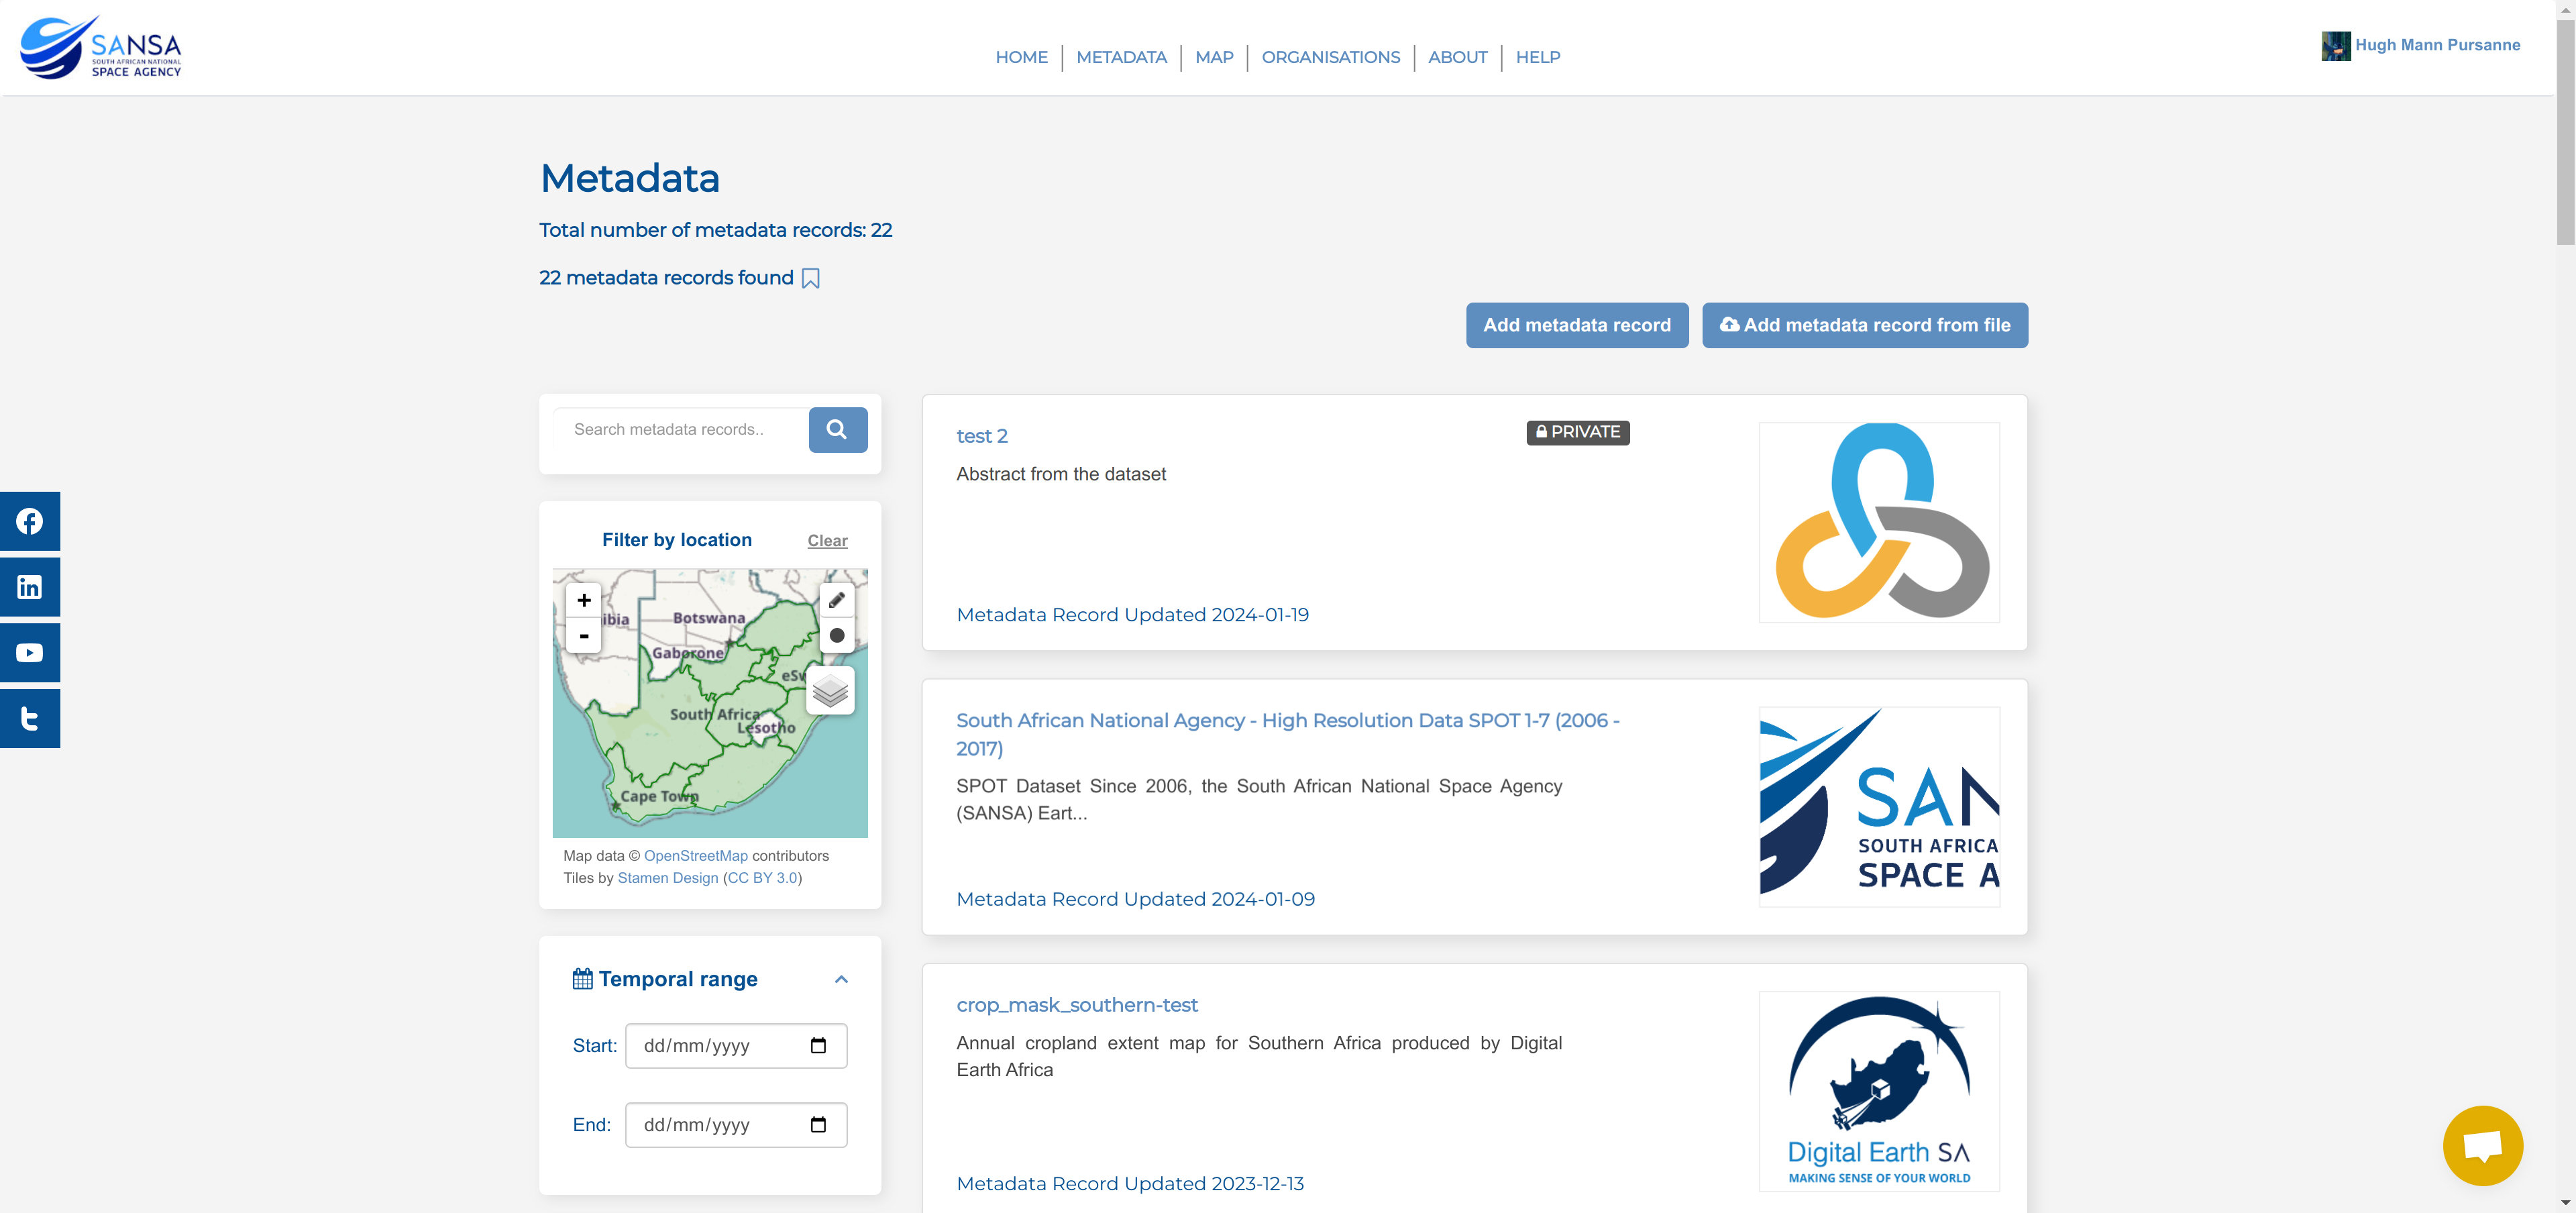 SANSA
SOUTH AFRICAN NATIONAL
SPACE AGENCY
HOME
METADATA
MAP
ORGANISATIONS
ABOUT
HELP
Hugh Mann Pursanne
Metadata
Total number of metadata records: 22
22 metadata records found
Add metadata record
Add metadata record from file
Search metadata records..
Filter by location
Clear
+
-
ibia
Botswana
Gaborone
eSw
South Africa
Lesotho
Cape Town
Map data © OpenStreetMap contributors
Tiles by Stamen Design (CC BY 3.0)
Temporal range
Start:
dd/mm/yyyy
End:
dd/mm/yyyy
test 2
PRIVATE
Abstract from the dataset
Metadata Record Updated 2024-01-19
South African National Agency - High Resolution Data SPOT 1-7 (2006 -
2017)
SPOT Dataset Since 2006, the South African National Space Agency
(SANSA) Eart...
Metadata Record Updated 2024-01-09
SAN
SOUTH AFRICA
SPACE A
crop_mask_southern-test
Annual cropland extent map for Southern Africa produced by Digital
Earth Africa
Metadata Record Updated 2023-12-13
Digital Earth SA
MAKING SENSE OF YOUR WORLD